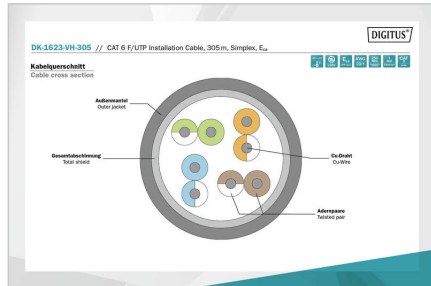 DIGITUS®
DK-1623-VH-305 // CAT 6 F/UTP Installation Cable, 305 m, Simplex, Eca
Kabelquerschnitt
Cable cross section
Außenmantel
Outer jacket
Gesamtabschirmung
Total shield
Cu-Draht
Cu-Wire
Adernpaare
Twisted pair